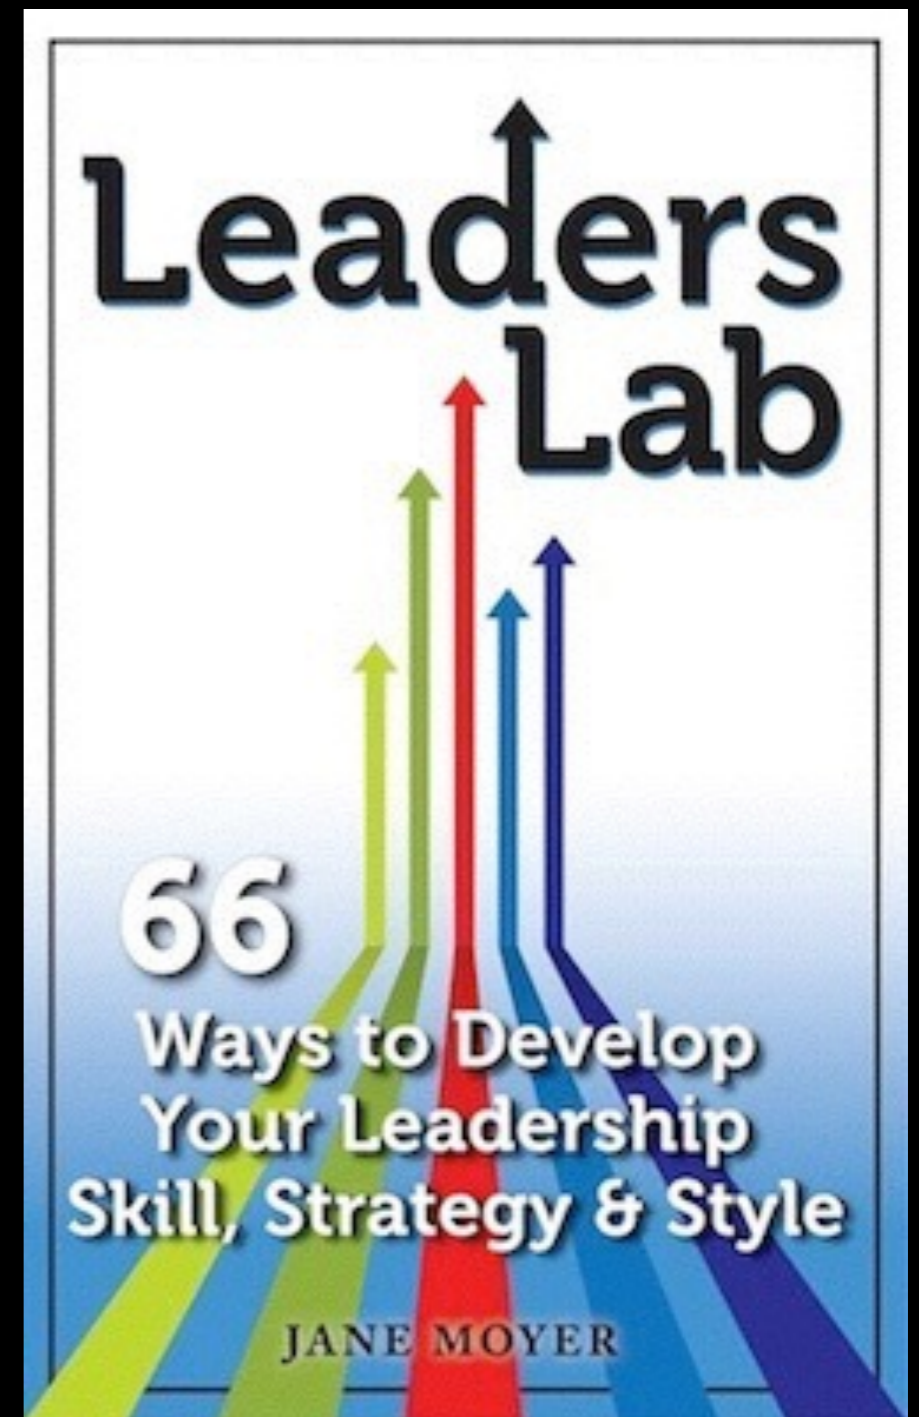 Leaders
Lab
66
Ways to Develop
Your Leadership
Skill, Strategy & Style
JANE MOYER